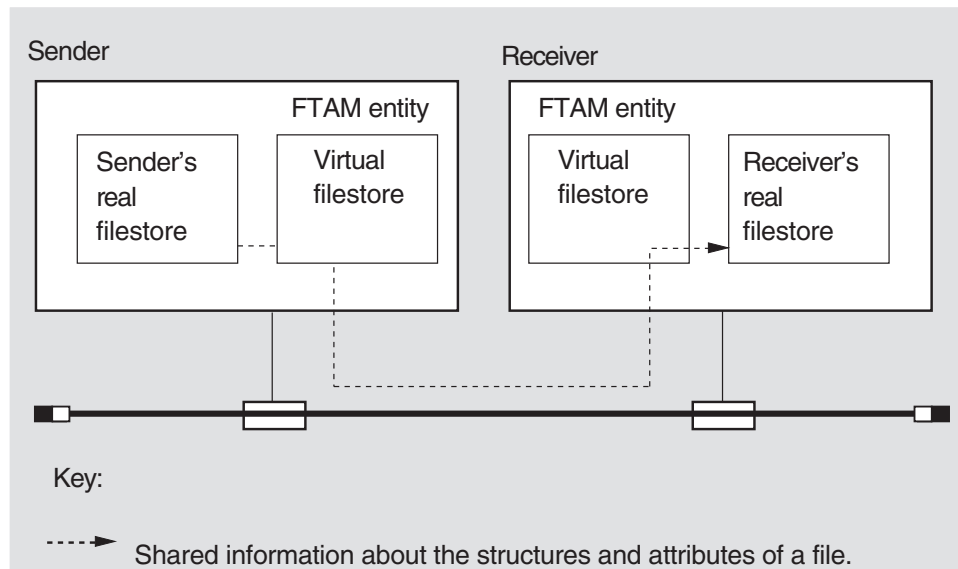 Sender
Receiver
FTAM entity
Sender's
real
filestore
Virtual
filestore
FTAM entity
Virtual
filestore
Receiver's
real
filestore
Key:
Shared information about the structures and attributes of a file.